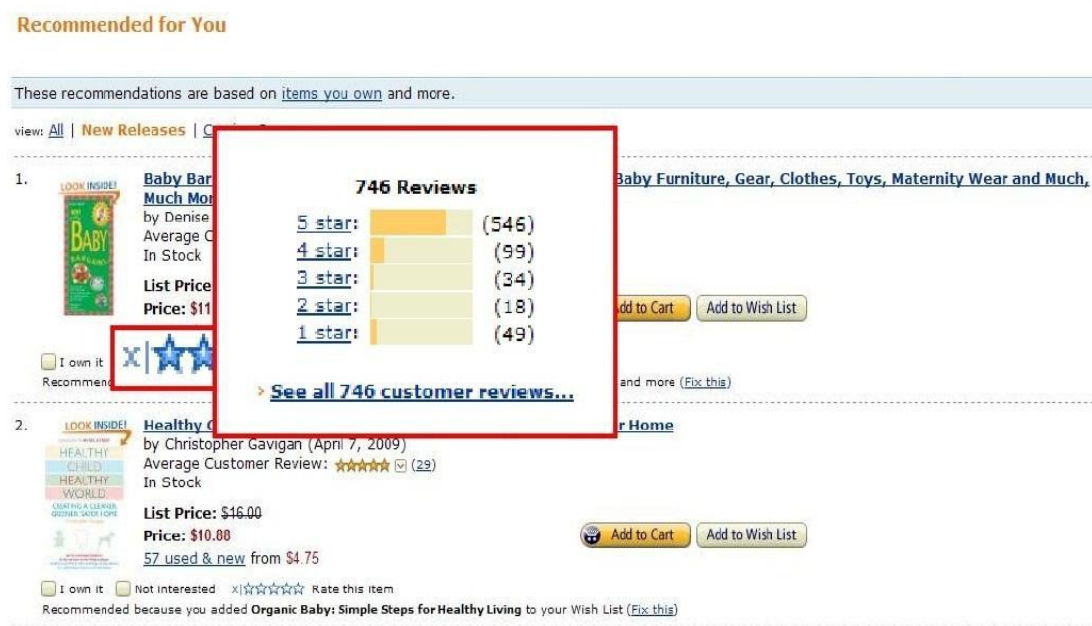 Recommended for You
These recommendations are based on items you own and more.
view: All | New Releases |
1.
LOOK INSIDE!
BABY
BARGAINS
Baby Bar
Baby Furniture, Gear, Clothes, Toys, Maternity Wear and Much,
Much Mor
by Denise
Average C
In Stock
List Price
Price: $11
Add to Cart
Add to Wish List
746 Reviews
5 star: (546)
4 star: (99)
3 star: (34)
2 star: (18)
1 star: (49)
› See all 746 customer reviews...
I own it
x|
Recommend
and more (Fix this)
2.
LOOK INSIDE!
HEALTHY
CHILD
HEALTHY
WORLD
CREATING A CLEANER,
GREENER, SAFER HOME
Healthy C
r Home
by Christopher Gavigan (April 7, 2009)
Average Customer Review: (29)
In Stock
List Price: $16.00
Price: $10.88
57 used & new from $4.75
Add to Cart
Add to Wish List
I own it Not interested x| Rate this item
Recommended because you added Organic Baby: Simple Steps for Healthy Living to your Wish List (Fix this)